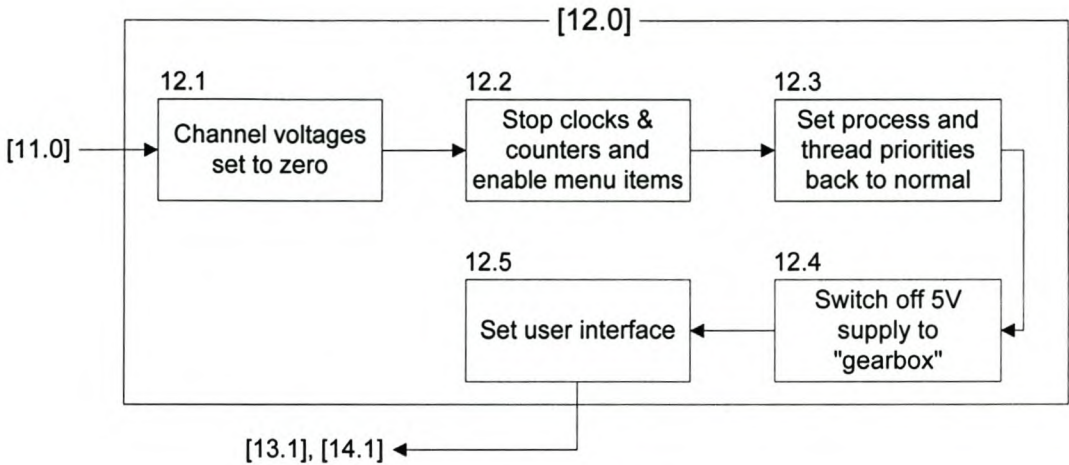 [12.0]
12.1
Channel voltages
set to zero
12.2
Stop clocks &
counters and
enable menu items
12.3
Set process and
thread priorities
back to normal
[11.0]
12.4
Switch off 5V
supply to
"gearbox"
12.5
Set user interface
[13.1], [14.1]